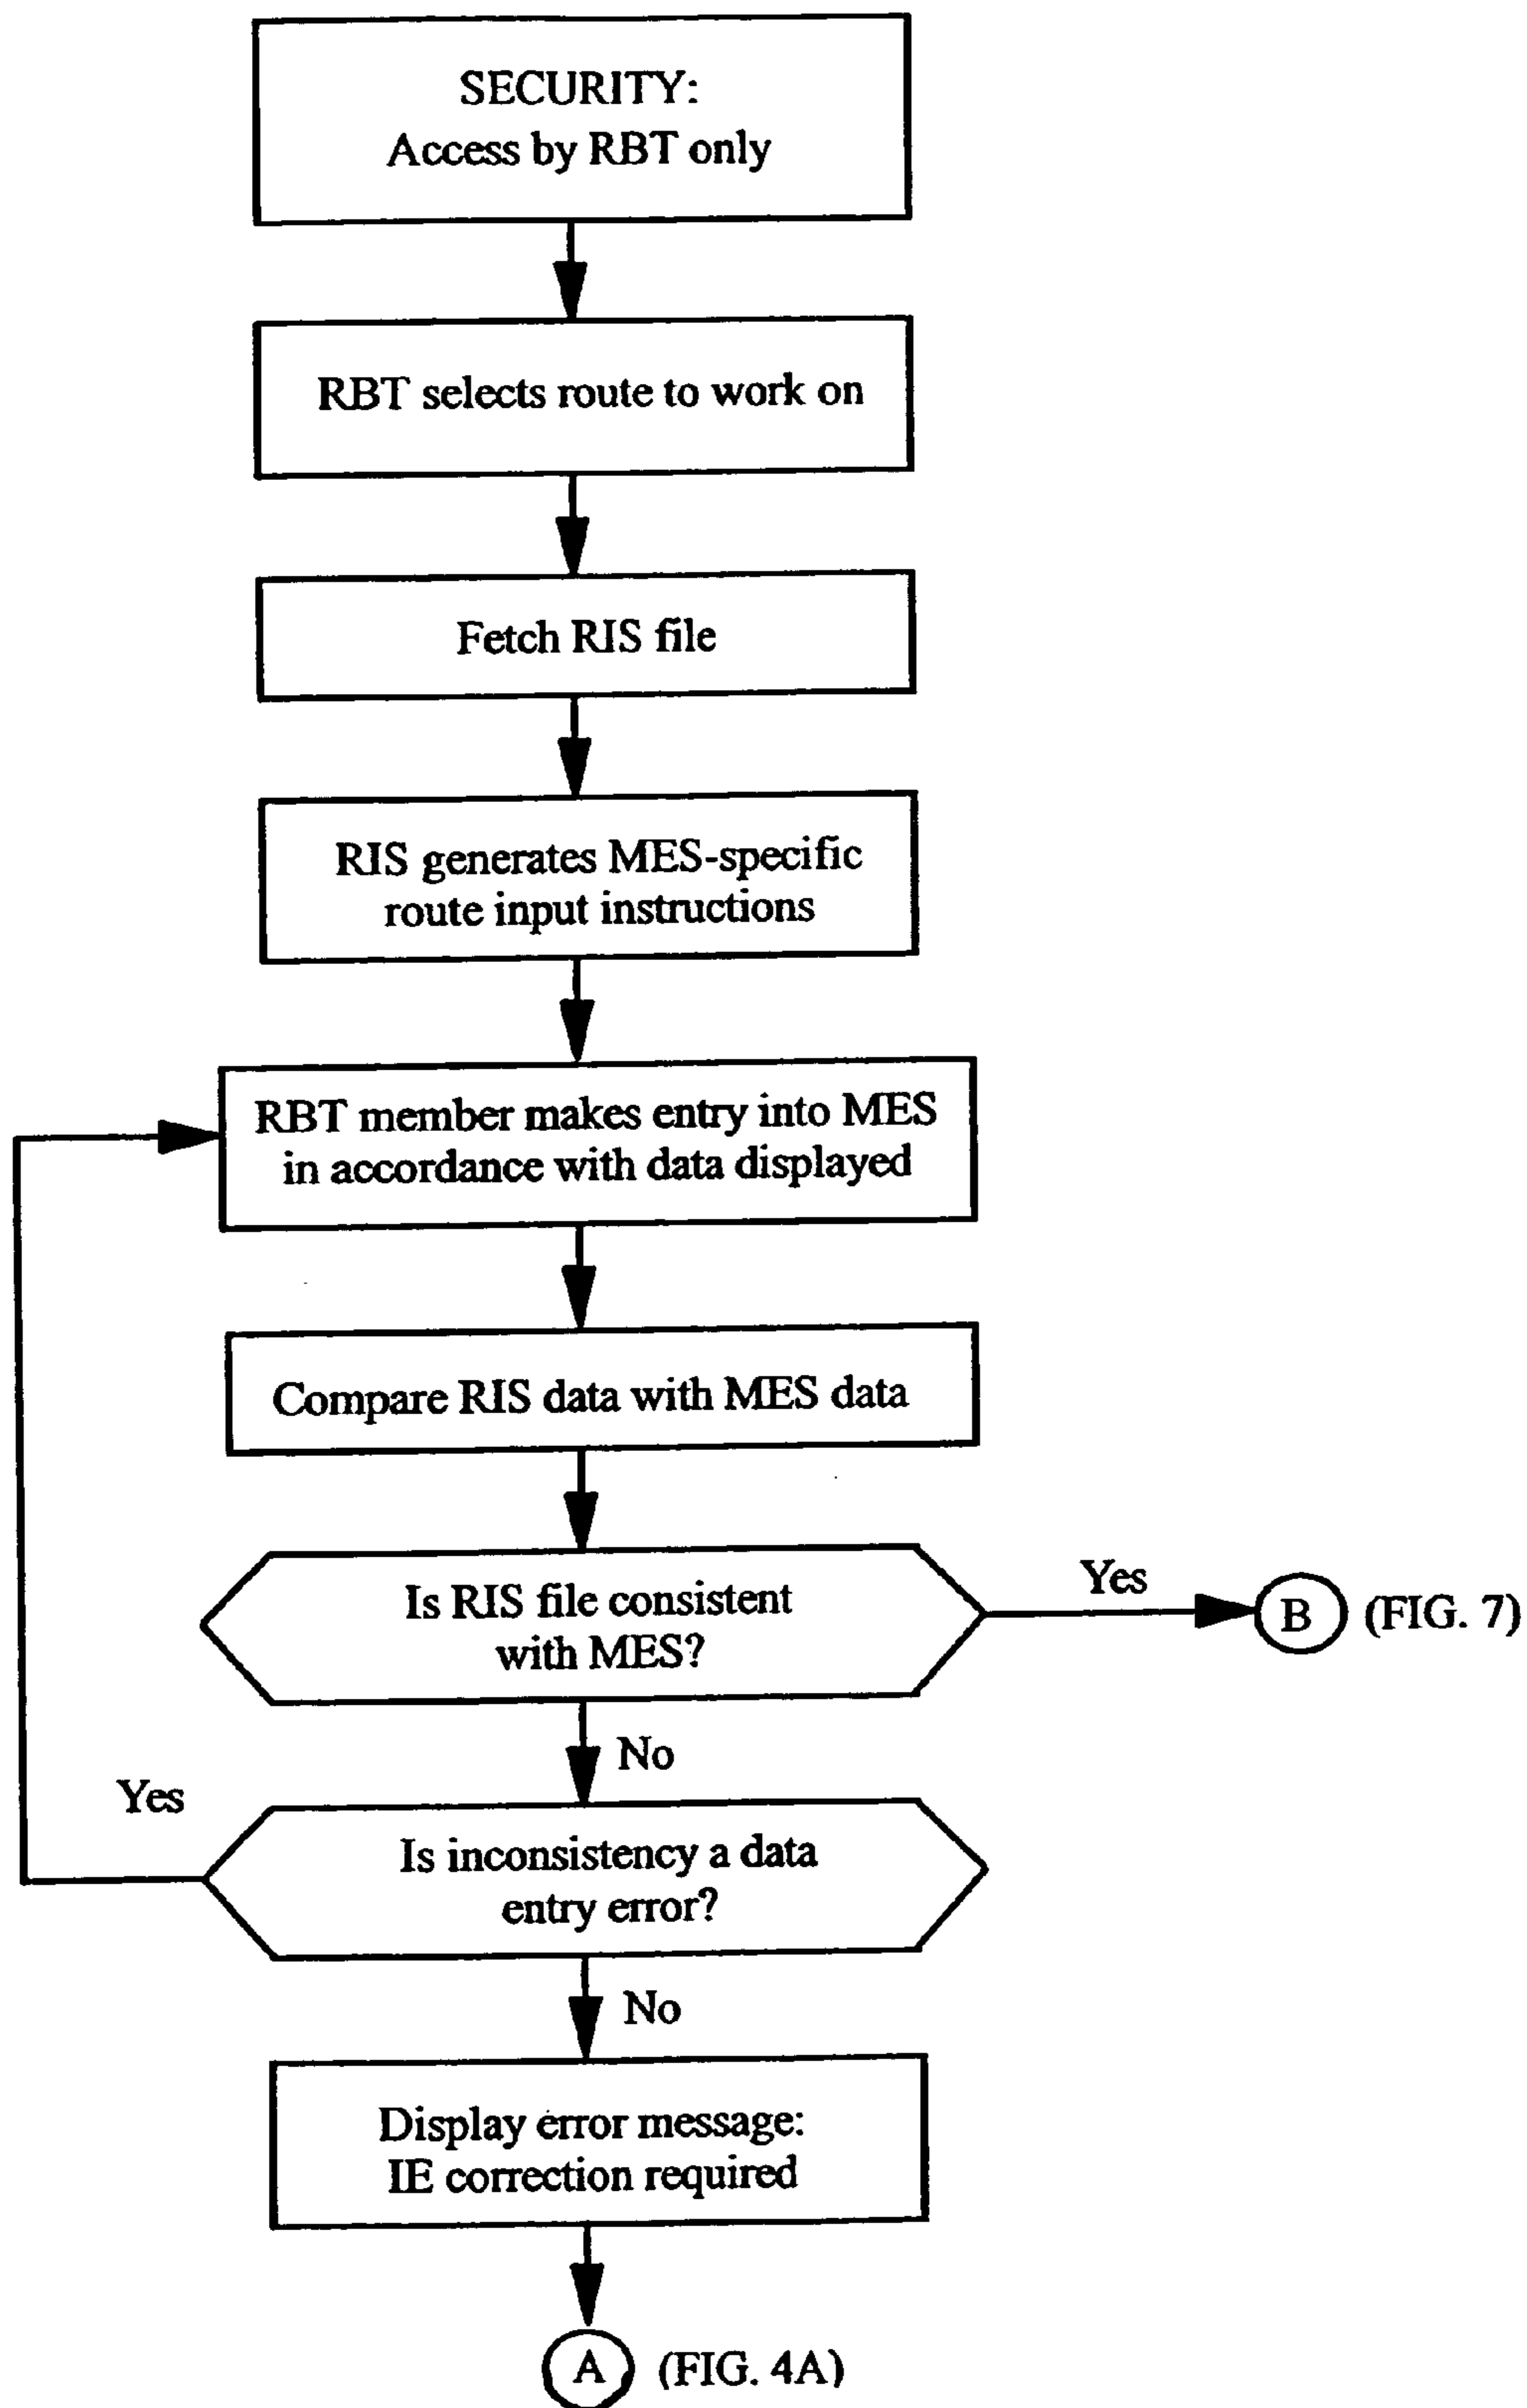 SECURITY:
Access by RBT only
RBT selects route to work on
Fetch RIS file
RIS generates MES-specific
route input instructions
RBT member makes entry into MES
in accordance with data displayed
Compare RIS data with MES data
Is RIS file consistent
with MES?
Yes
B (FIG. 7)
No
Yes
Is inconsistency a data
entry error?
No
Display error message:
IE correction required
A (FIG. 4A)